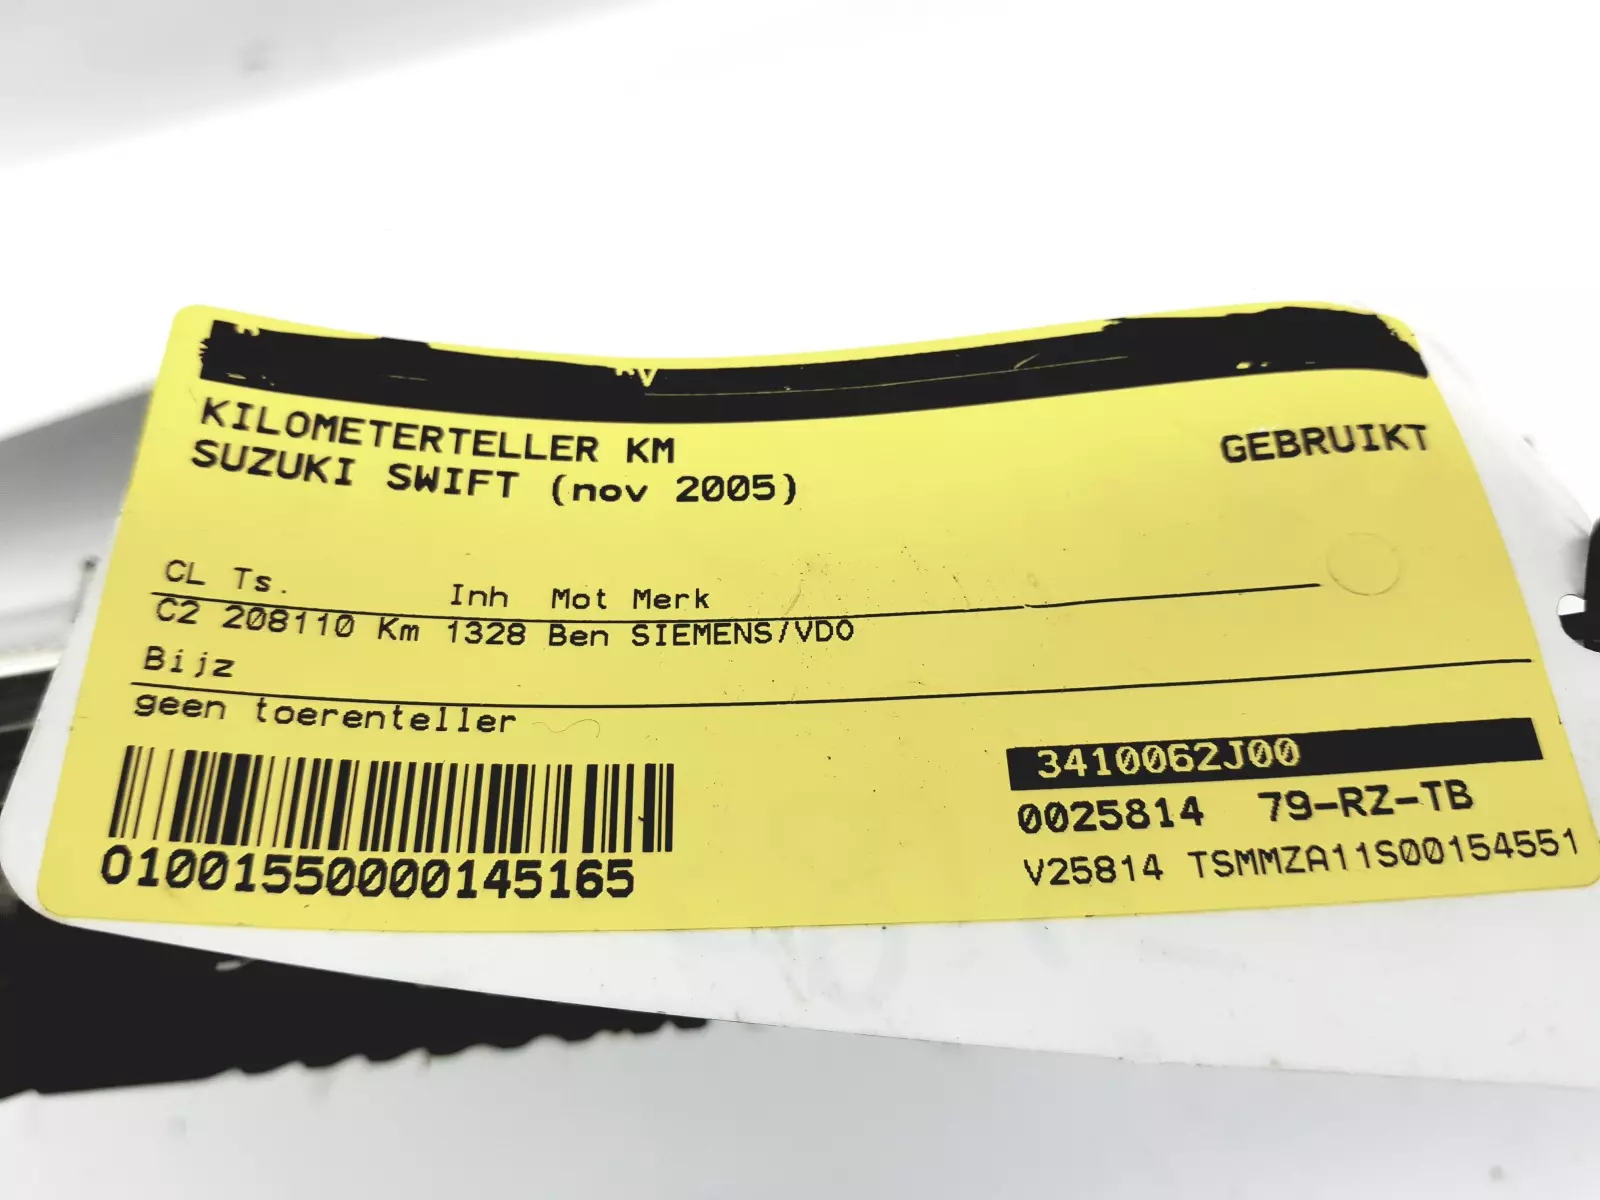 KILOMETERTELLER KM
SUZUKI SWIFT (nov 2005)
GEBRUIKT
CL Ts. Inh Mot Merk
C2 208110 Km 1328 Ben SIEMENS/VDO
Bijz
geen toerenteller
3410062J00
0025814 79-RZ-TB
V25814 TSMMZA11S00154551
01001550000145165